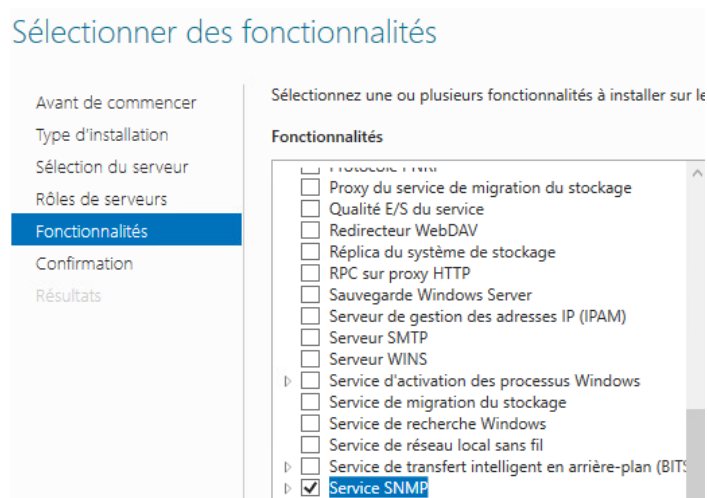 Sélectionner des fonctionnalités
Avant de commencer
Type d'installation
Sélection du serveur
Rôles de serveurs
Fonctionnalités
Confirmation
Résultats
Sélectionnez une ou plusieurs fonctionnalités à installer sur le
Fonctionnalités
Protocole PNRP
Proxy du service de migration du stockage
Qualité E/S du service
Redirecteur WebDAV
Réplica du système de stockage
RPC sur proxy HTTP
Sauvegarde Windows Server
Serveur de gestion des adresses IP (IPAM)
Serveur SMTP
Serveur WINS
Service d'activation des processus Windows
Service de migration du stockage
Service de recherche Windows
Service de réseau local sans fil
Service de transfert intelligent en arrière-plan (BITS
Service SNMP